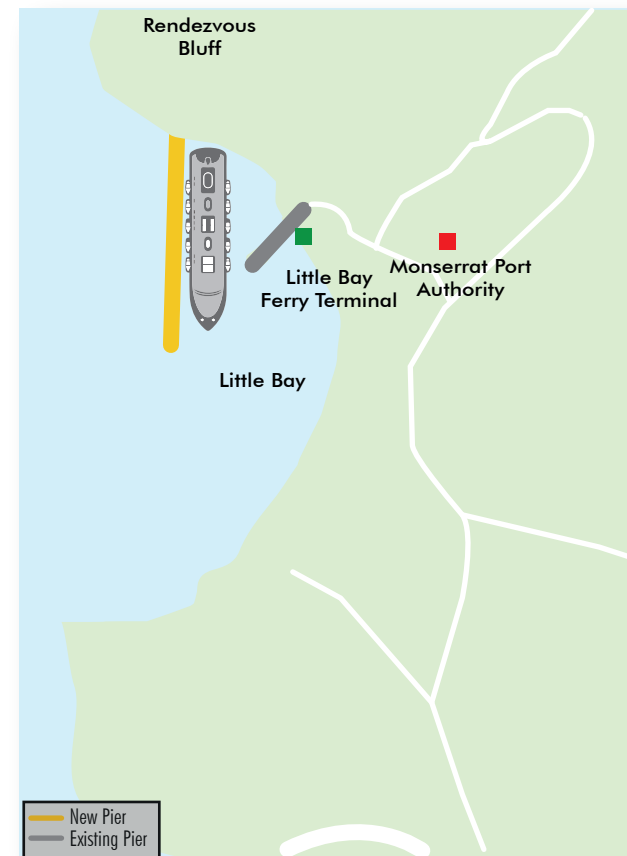 Rendezvous
Bluff
Little Bay
Ferry Terminal
Monserrat Port
Authority
Little Bay
New Pier
Existing Pier